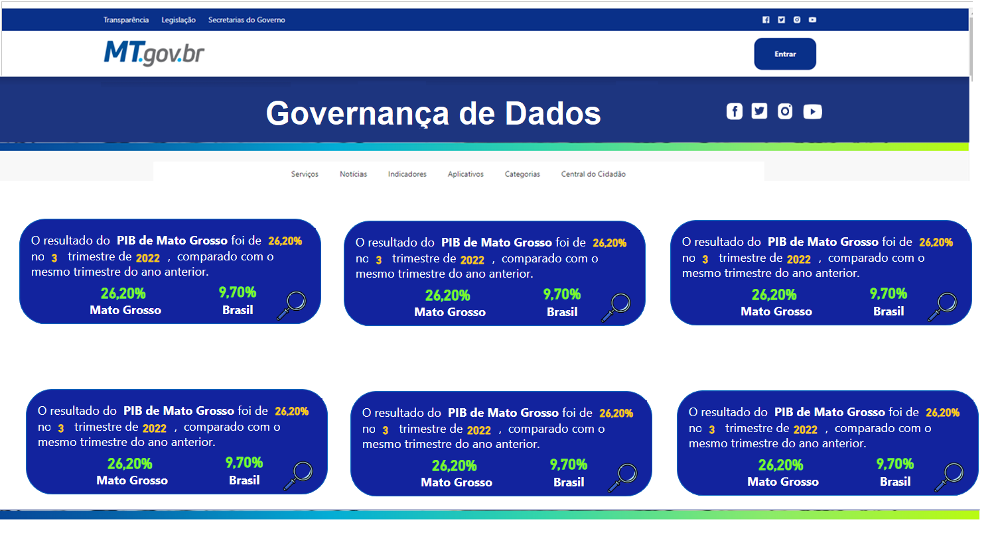 Transparência Legislação Secretarias do Governo
MT.gov.br
Entrar
Governança de Dados
Serviços Notícias Indicadores Aplicativos Categorias Central do Cidadão
O resultado do PIB de Mato Grosso foi de 26,20%
no 3 trimestre de 2022 , comparado com o
mesmo trimestre do ano anterior.
26,20% 9,70%
Mato Grosso Brasil
O resultado do PIB de Mato Grosso foi de 26,20%
no 3 trimestre de 2022 , comparado com o
mesmo trimestre do ano anterior.
26,20% 9,70%
Mato Grosso Brasil
O resultado do PIB de Mato Grosso foi de 26,20%
no 3 trimestre de 2022 , comparado com o
mesmo trimestre do ano anterior.
26,20% 9,70%
Mato Grosso Brasil
O resultado do PIB de Mato Grosso foi de 26,20%
no 3 trimestre de 2022 , comparado com o
mesmo trimestre do ano anterior.
26,20% 9,70%
Mato Grosso Brasil
O resultado do PIB de Mato Grosso foi de 26,20%
no 3 trimestre de 2022 , comparado com o
mesmo trimestre do ano anterior.
26,20% 9,70%
Mato Grosso Brasil
O resultado do PIB de Mato Grosso foi de 26,20%
no 3 trimestre de 2022 , comparado com o
mesmo trimestre do ano anterior.
26,20% 9,70%
Mato Grosso Brasil